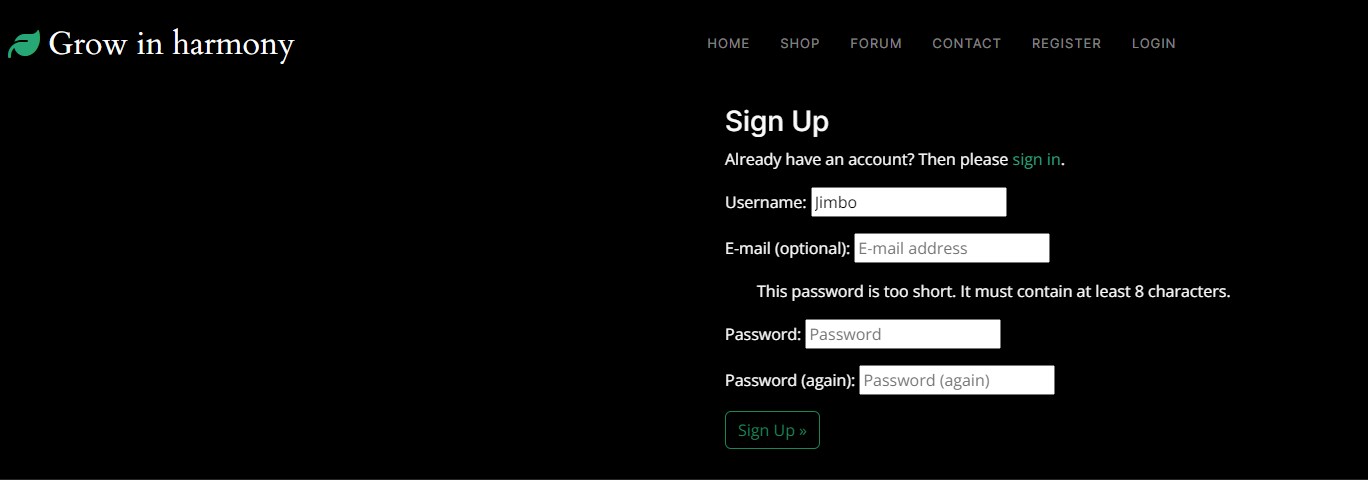 Grow in harmony
HOME SHOP FORUM CONTACT REGISTER LOGIN
Sign Up
Already have an account? Then please sign in.
Username: Jimbo
E-mail (optional): E-mail address
This password is too short. It must contain at least 8 characters.
Password: Password
Password (again): Password (again)
Sign Up »